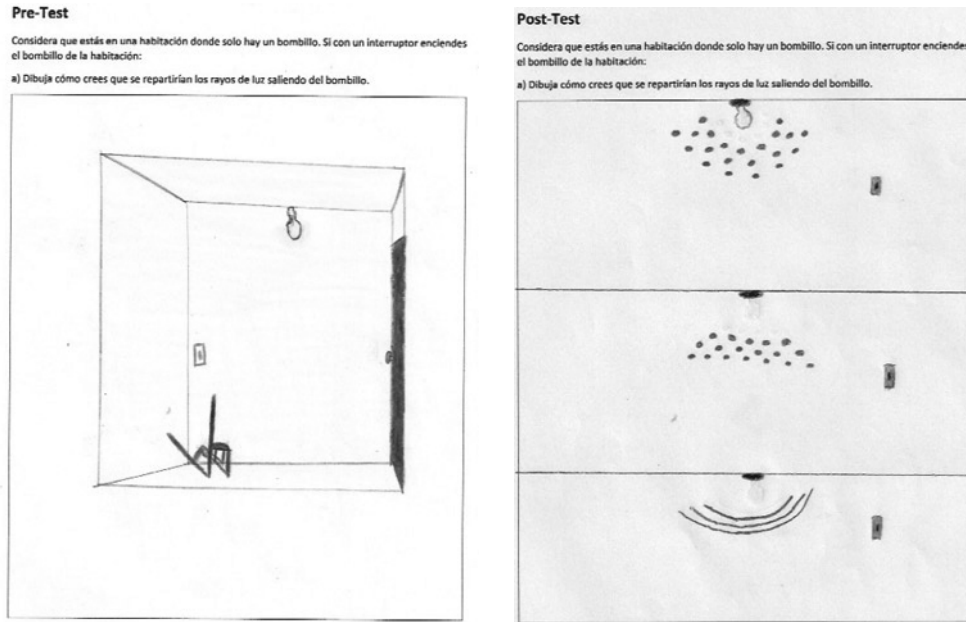 Pre-Test
Considera que estás en una habitación donde solo hay un bombillo. Si con un interruptor enciendes
el bombillo de la habitación:
a) Dibuja cómo crees que se repartirían los rayos de luz saliendo del bombillo.
Post-Test
Considera que estás en una habitación donde solo hay un bombillo. Si con un interruptor enciendes
el bombillo de la habitación:
a) Dibuja cómo crees que se repartirían los rayos de luz saliendo del bombillo.